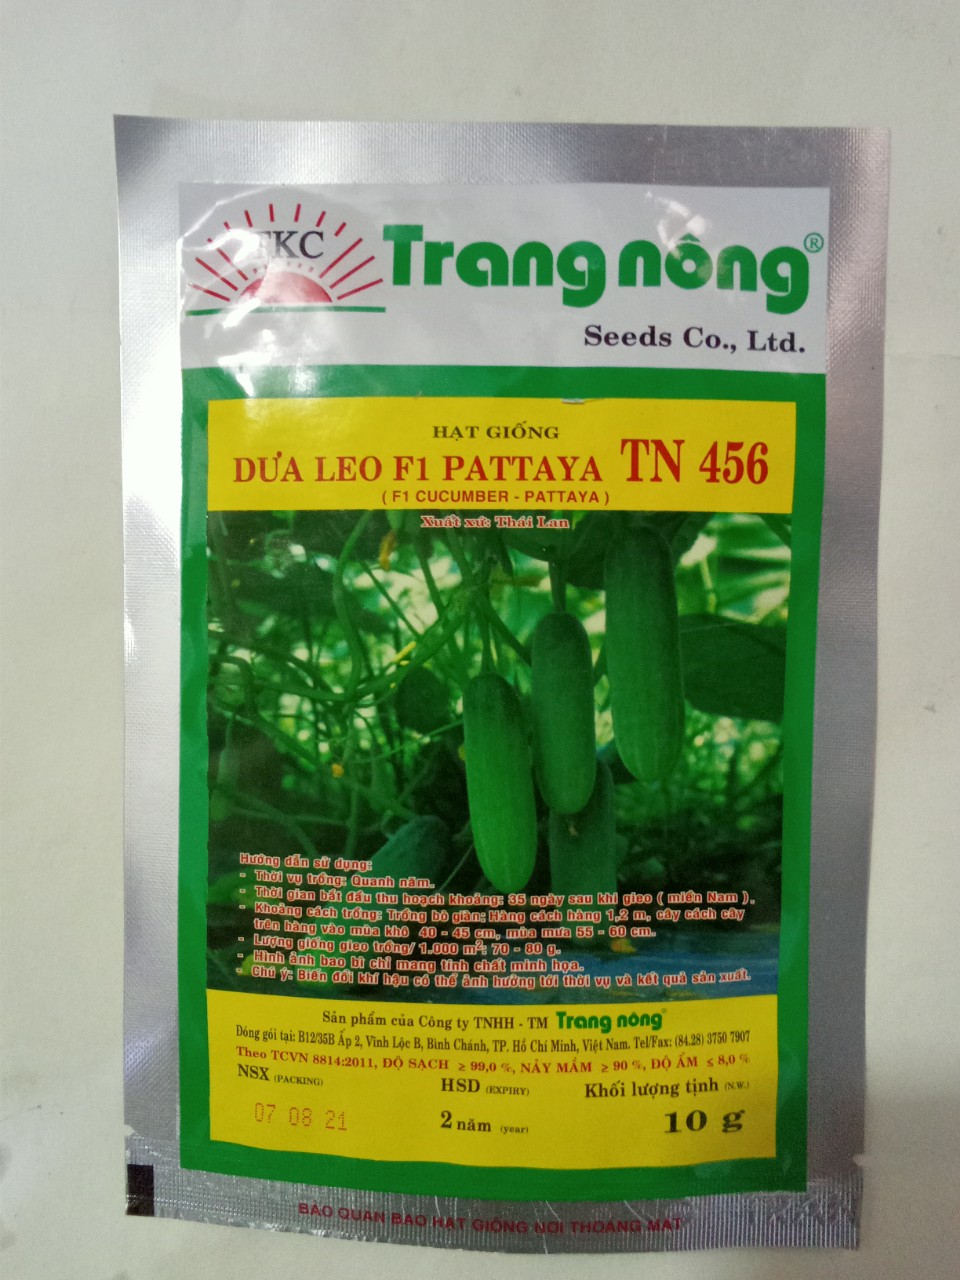 TKC
Trang nông®
Seeds Co., Ltd.
HẠT GIỐNG
DƯA LEO F1 PATTAYA TN 456
( F1 CUCUMBER - PATTAYA )
Xuất xứ: Thái Lan
Hướng dẫn sử dụng:
- Thời vụ trồng: Quanh năm.
- Thời gian bắt đầu thu hoạch khoảng: 35 ngày sau khi gieo ( miền Nam ).
- Khoảng cách trồng: Trồng bò giàn: Hàng cách hàng 1,2 m, cây cách cây
trên hàng vào mùa khô 40 - 45 cm, mùa mưa 55 - 60 cm.
- Lượng giống gieo trồng/ 1.000 m²: 70 - 80 g.
- Hình ảnh bao bì chỉ mang tính chất minh họa.
- Chú ý: Biến đổi khí hậu có thể ảnh hưởng tới thời vụ và kết quả sản xuất.
Sản phẩm của Công ty TNHH - TM Trang nông®
Đóng gói tại: B12/35B Ấp 2, Vĩnh Lộc B, Bình Chánh, TP. Hồ Chí Minh, Việt Nam. Tel/Fax: (84.28) 3750 7907
Theo TCVN 8814:2011, ĐỘ SẠCH ≥ 99,0 %, NẢY MẦM ≥ 90 %, ĐỘ ẨM ≤ 8,0 %
NSX (PACKING) HSD (EXPIRY) Khối lượng tịnh (N.W.)
07 08 21 2 năm (year) 10 g
BẢO QUẢN BAO HẠT GIỐNG NƠI THOÁNG MÁT